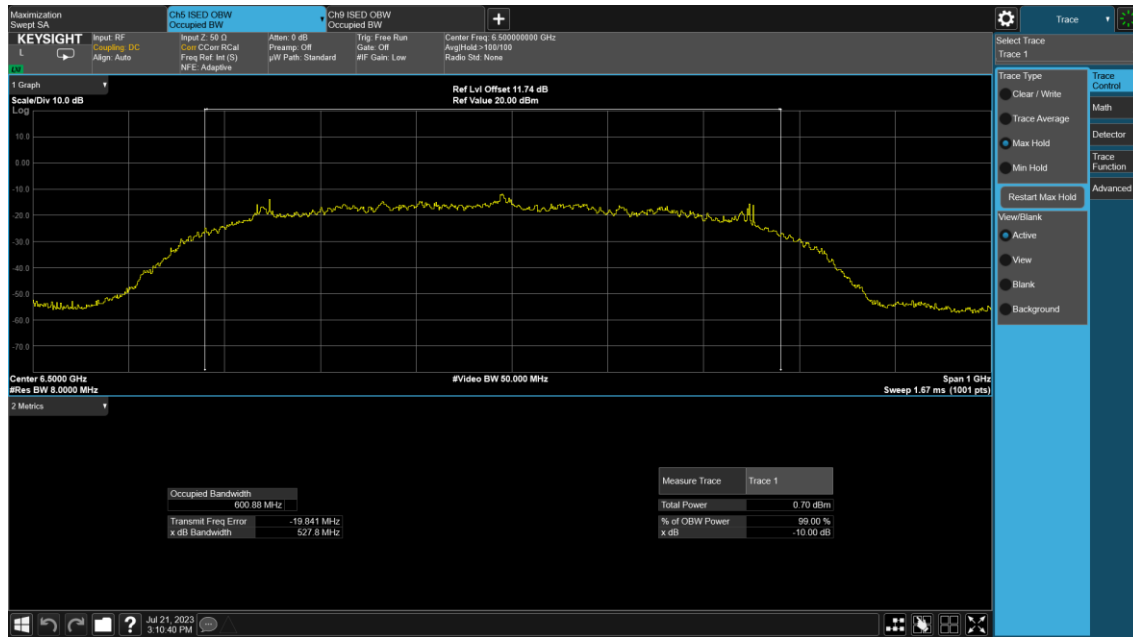 Maximization
Swept SA
Ch5 ISED OBW
Occupied BW
Ch9 ISED OBW
Occupied BW
KEYSIGHT
L
Input: RF
Coupling: DC
Align: Auto
Input Z: 50 Ω
Corr CCorr RCal
Freq Ref: Int (S)
NFE: Adaptive
Atten: 0 dB
Preamp: Off
µW Path: Standard
Trig: Free Run
Gate: Off
#IF Gain: Low
Center Freq: 6.500000000 GHz
Avg|Hold:>100/100
Radio Std: None
1 Graph
Scale/Div 10.0 dB
Log
Ref Lvl Offset 11.74 dB
Ref Value 20.00 dBm
10.0
0.00
-10.0
-20.0
-30.0
-40.0
-50.0
-60.0
-70.0
Center 6.5000 GHz
#Res BW 8.0000 MHz
#Video BW 50.000 MHz
Span 1 GHz
Sweep 1.67 ms (1001 pts)
2 Metrics
Occupied Bandwidth
600.88 MHz
Transmit Freq Error -19.841 MHz
x dB Bandwidth 527.8 MHz
Measure Trace Trace 1
Total Power 0.70 dBm
% of OBW Power 99.00 %
x dB -10.00 dB
Jul 21, 2023
3:10:40 PM
Trace
Select Trace
Trace 1
Trace Type
Clear / Write
Trace Average
Max Hold
Min Hold
Restart Max Hold
View/Blank
Active
View
Blank
Background
Trace
Control
Math
Detector
Trace
Function
Advanced